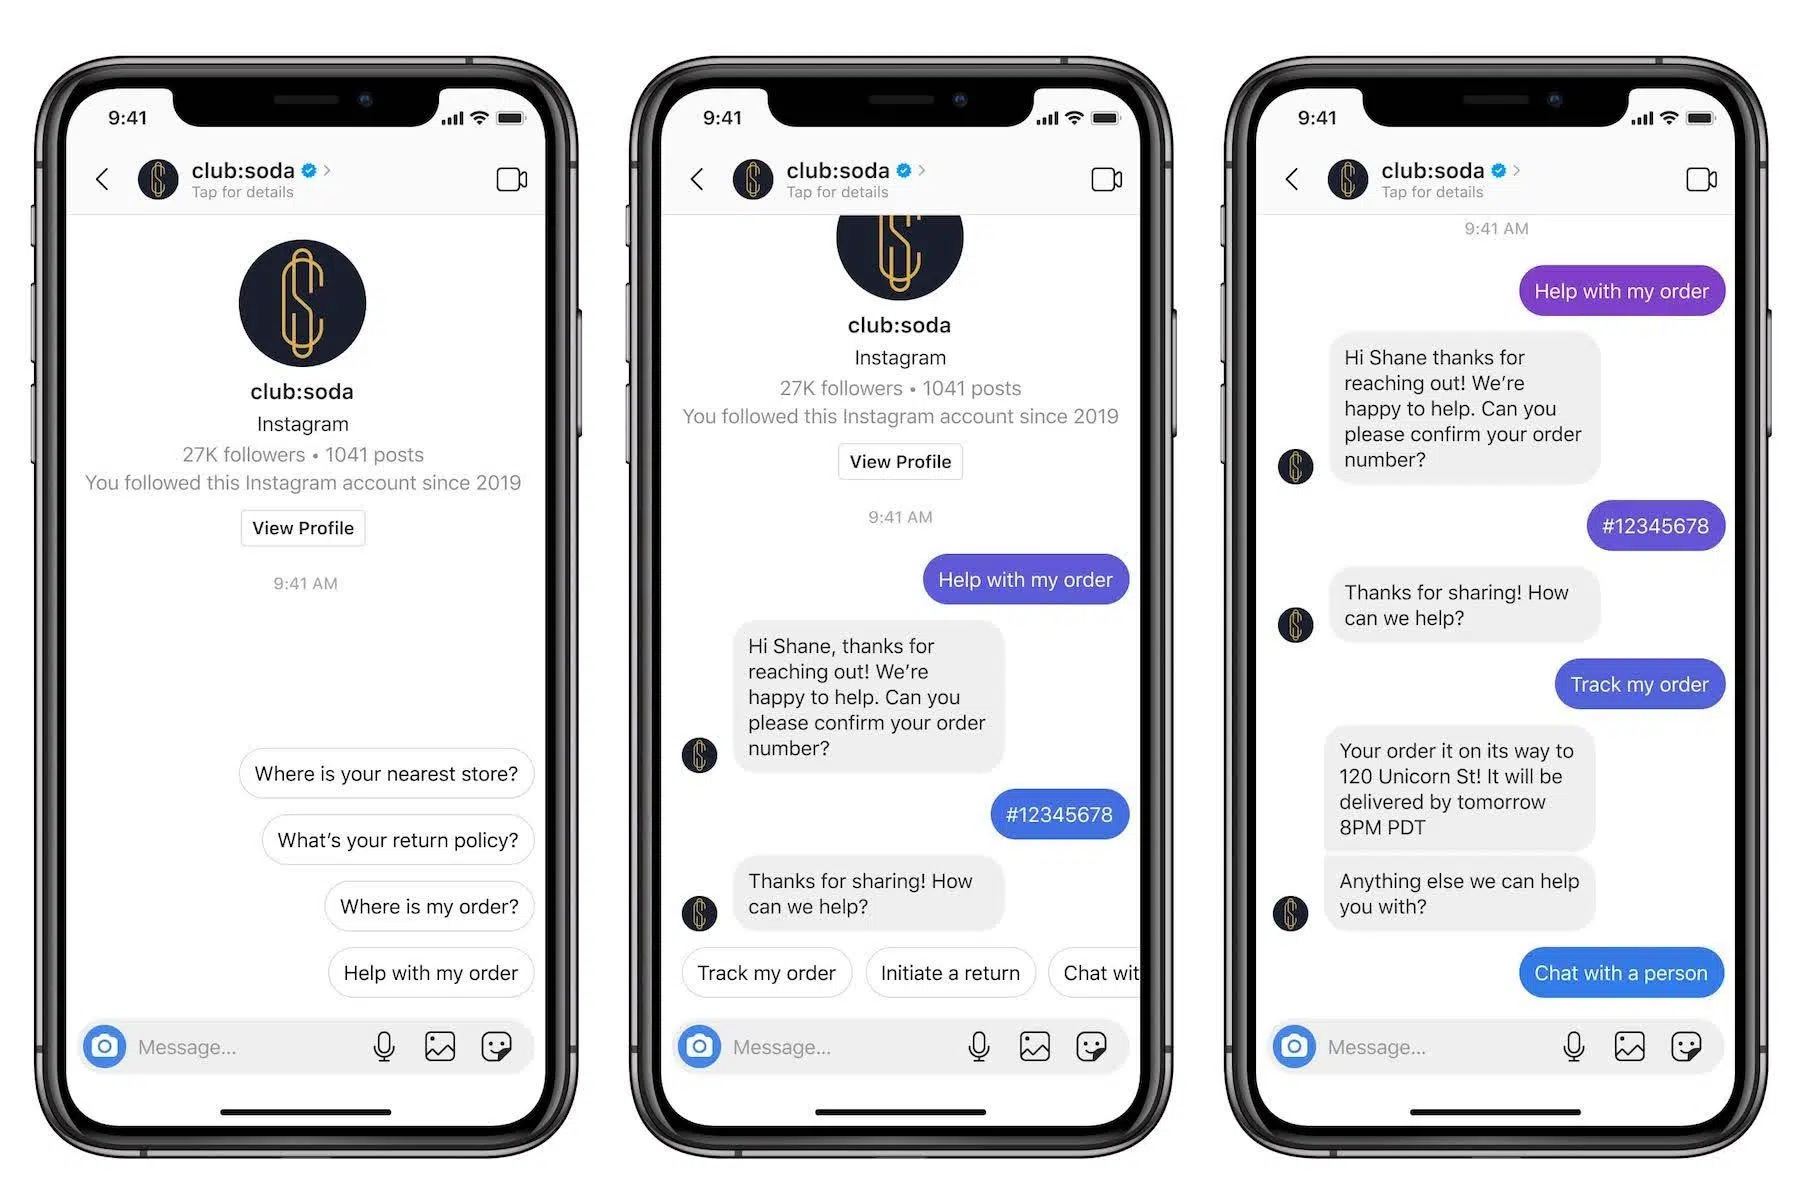 9:41
club:soda
Tap for details
club:soda
Instagram
27K followers • 1041 posts
You followed this Instagram account since 2019
View Profile
9:41 AM
Where is your nearest store?
What's your return policy?
Where is my order?
Help with my order
Message...
9:41
club:soda
Tap for details
club:soda
Instagram
27K followers • 1041 posts
You followed this Instagram account since 2019
View Profile
9:41 AM
Help with my order
Hi Shane, thanks for
reaching out! We're
happy to help. Can you
please confirm your order
number?
#12345678
Thanks for sharing! How
can we help?
Track my order
Initiate a return
Chat wit
Message...
9:41
club:soda
Tap for details
9:41 AM
Help with my order
Hi Shane thanks for
reaching out! We're
happy to help. Can you
please confirm your order
number?
#12345678
Thanks for sharing! How
can we help?
Track my order
Your order it on its way to
120 Unicorn St! It will be
delivered by tomorrow
8PM PDT
Anything else we can help
you with?
Chat with a person
Message...